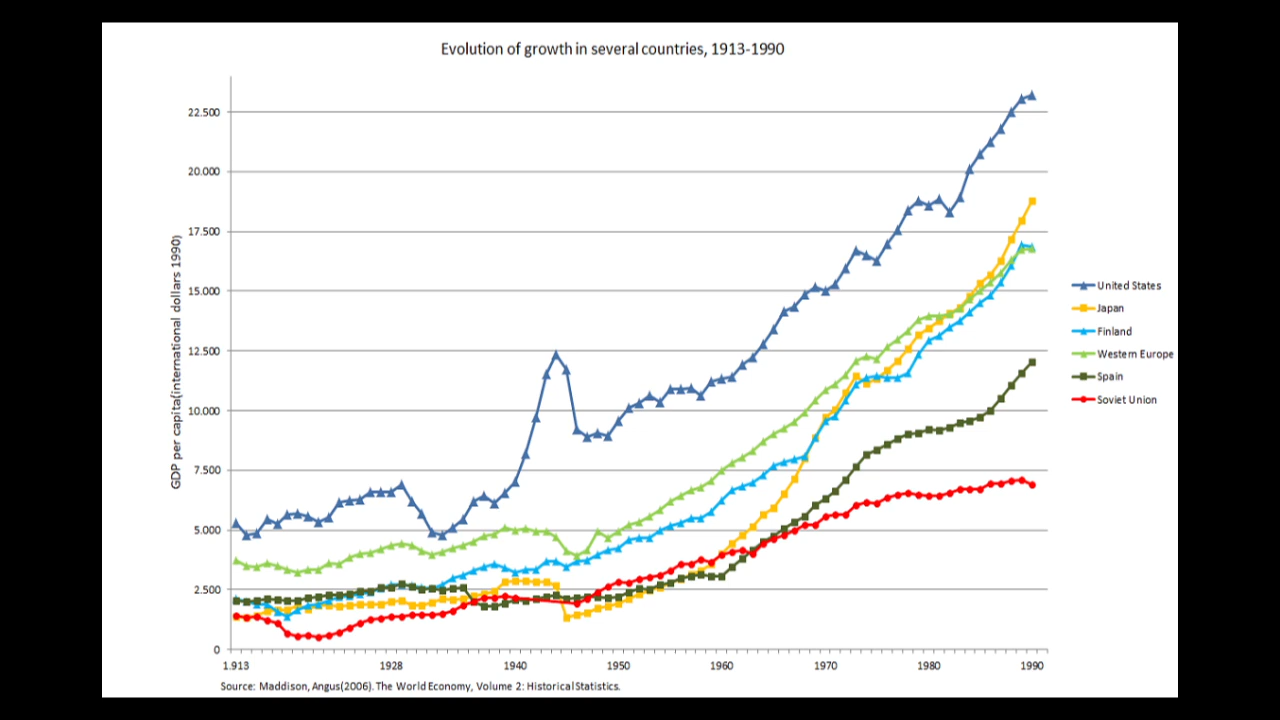 Evolution of growth in several countries, 1913-1990
GDP per capita(international dollars 1990)
22.500
20.000
17.500
15.000
12.500
10.000
7.500
5.000
2.500
0
1.913
1928
1940
1950
1960
1970
1980
1990
United States
Japan
Finland
Western Europe
Spain
Soviet Union
Source: Maddison, Angus(2006). The World Economy, Volume 2: Historical Statistics.